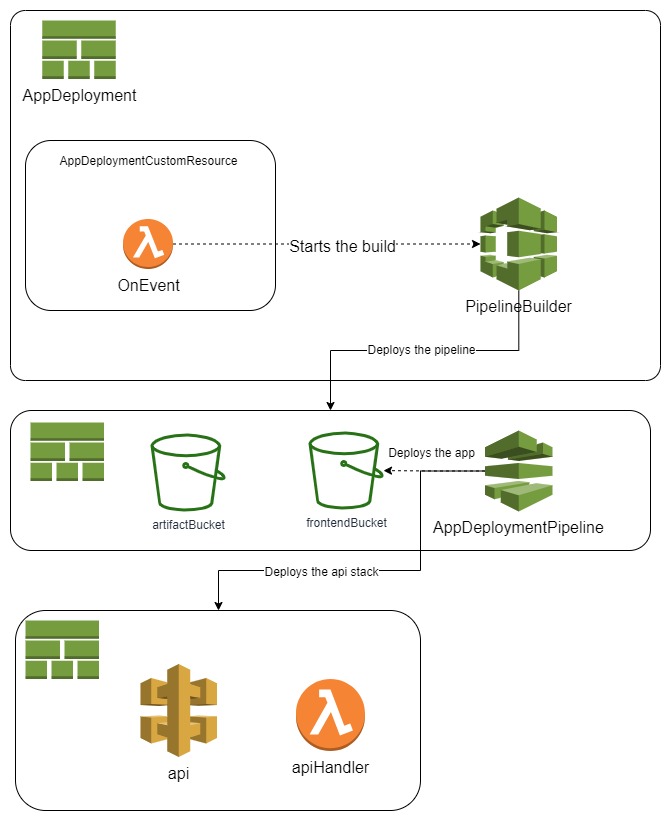 AppDeployment
AppDeploymentCustomResource
OnEvent
Starts the build
PipelineBuilder
Deploys the pipeline
artifactBucket
frontendBucket
Deploys the app
AppDeploymentPipeline
Deploys the api stack
api
apiHandler